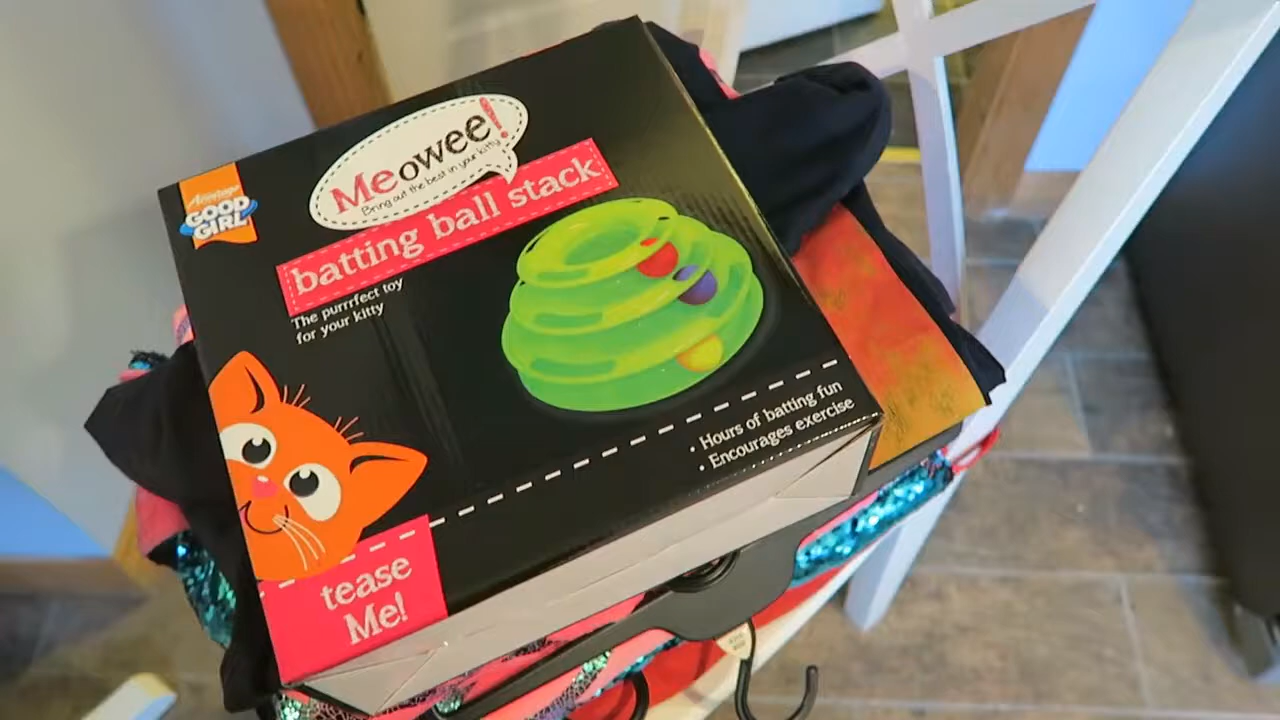 Armitage
GOOD
GIRL
Meowee!
Bring out the best in your kitty
batting ball stack
The purrrfect toy
for your kitty
• Hours of batting fun
• Encourages exercise
tease
Me!